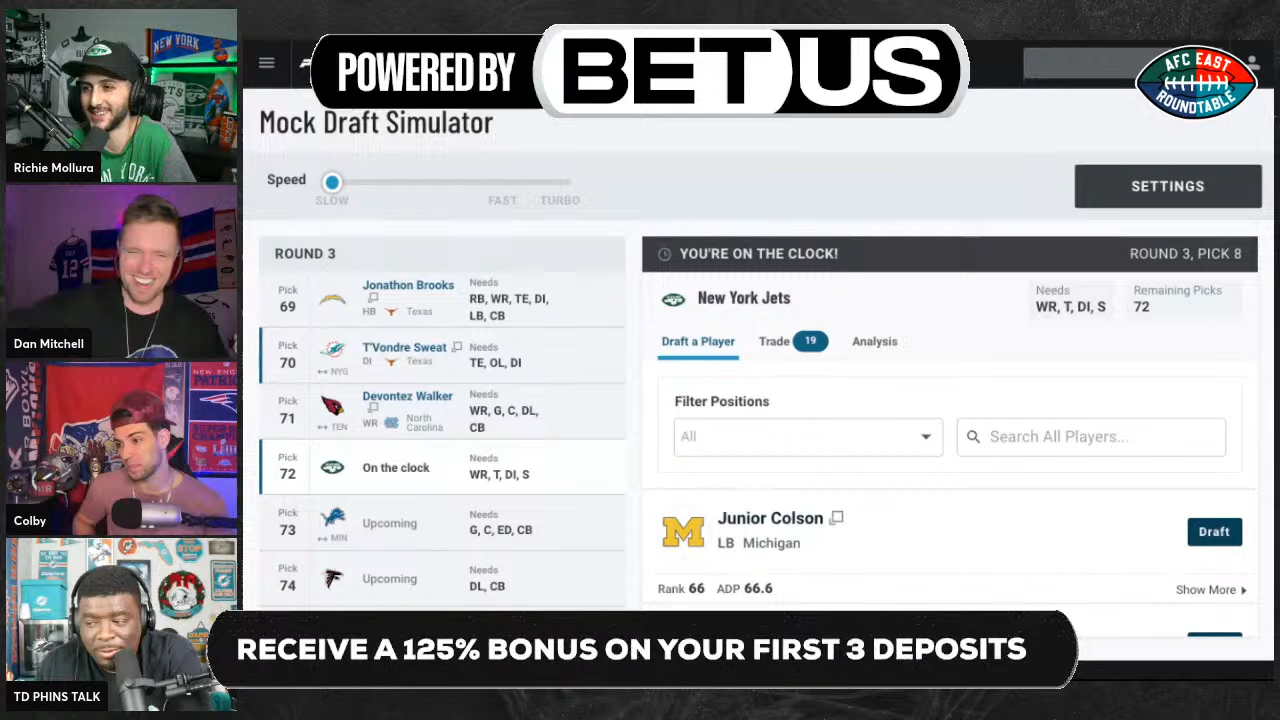 POWERED BY BETUS
AFC EAST
ROUNDTABLE
NEW YORK
Richie Mollura
12
Dan Mitchell
Colby
TD PHINS TALK
Mock Draft Simulator
Speed
SLOW
FAST
TURBO
SETTINGS
ROUND 3
Pick
69
Jonathon Brooks
HB Texas
Needs
RB, WR, TE, DI,
LB, CB
Pick
70
NYG
T'Vondre Sweat
DI Texas
Needs
TE, OL, DI
Pick
71
TEN
Devontez Walker
WR North
Carolina
Needs
WR, G, C, DL,
CB
Pick
72
On the clock
Needs
WR, T, DI, S
Pick
73
MIN
Upcoming
Needs
G, C, ED, CB
Pick
74
Upcoming
Needs
DL, CB
YOU'RE ON THE CLOCK!
ROUND 3, PICK 8
New York Jets
Needs
WR, T, DI, S
Remaining Picks
72
Draft a Player
Trade 19
Analysis
Filter Positions
All
Search All Players...
Junior Colson
LB Michigan
Draft
Rank 66 ADP 66.6
Show More
RECEIVE A 125% BONUS ON YOUR FIRST 3 DEPOSITS